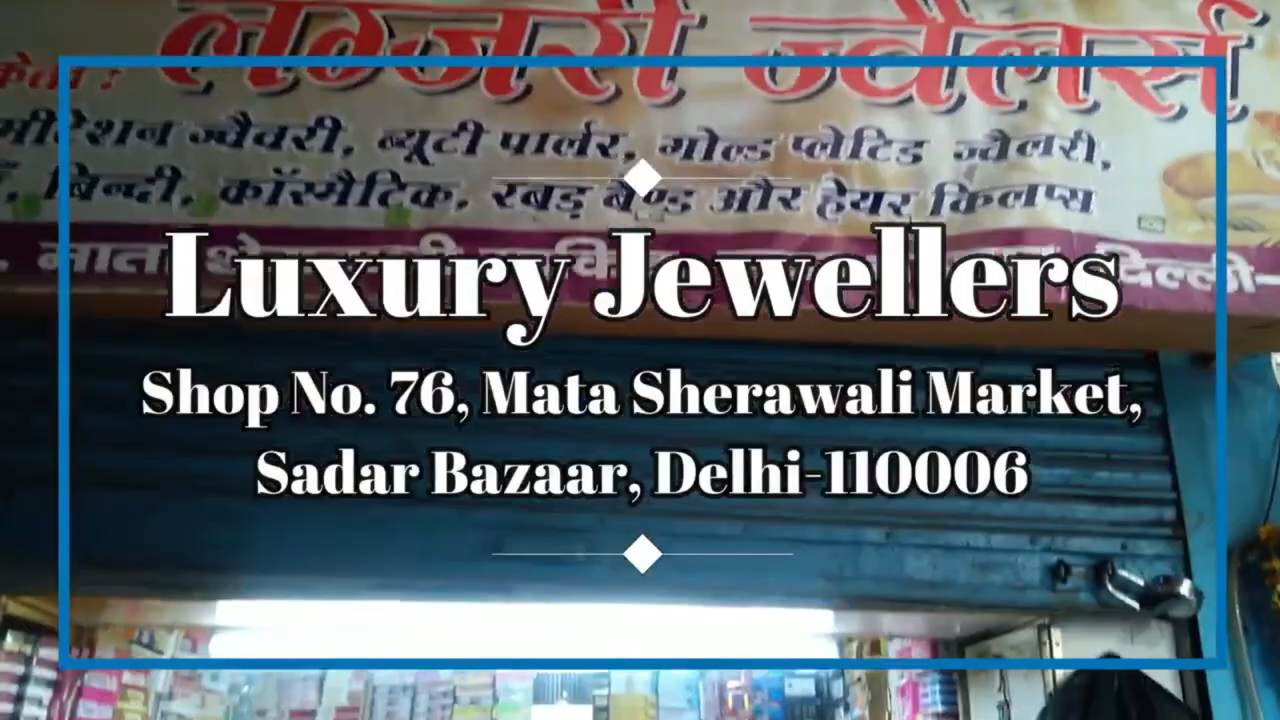 लग्जरी ज्वैलर्स
ज्वैलरी, ब्यूटी पार्लर, गोल्ड प्लेटिड ज्वैलरी,
बिन्दी, कॉस्मैटिक, रबड़ बैण्ड और हेयर किलप्स
Luxury Jewellers
Shop No. 76, Mata Sherawali Market,
Sadar Bazaar, Delhi-110006